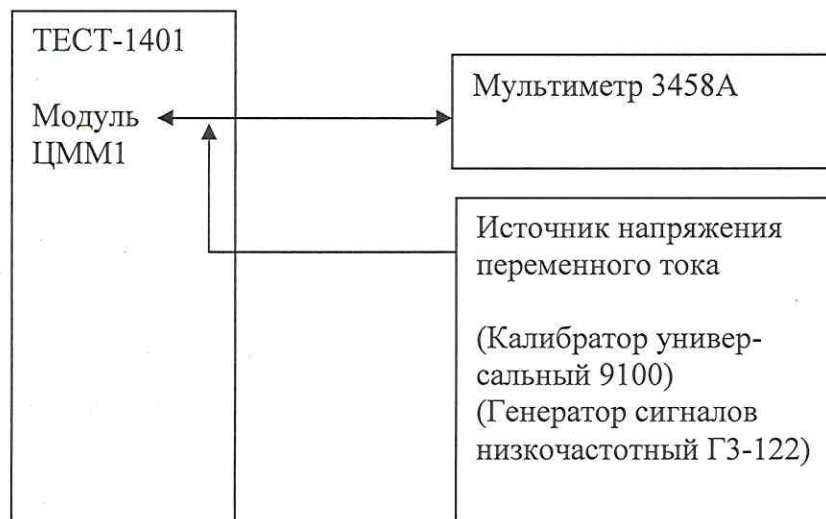 ТЕСТ-1401
Модуль
ЦММ1
Мультиметр 3458А
Источник напряжения
переменного тока
(Калибратор универ-
сальный 9100)
(Генератор сигналов
низкочастотный Г3-122)